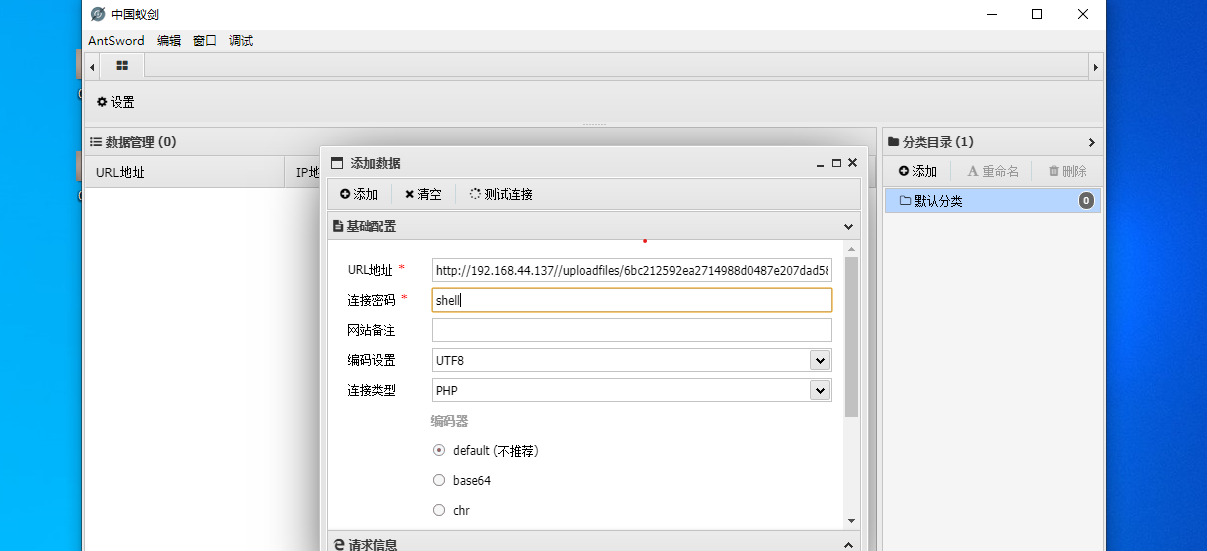 中国蚁剑
AntSword 编辑 窗口 调试
设置
数据管理 (0)
分类目录 (1)
URL地址
添加 重命名 删除
默认分类 0
添加数据
添加 清空 测试连接
基础配置
URL地址 *
http://192.168.44.137//uploadfiles/6bc212592ea2714988d0487e207dad58
连接密码 *
shell
网站备注
编码设置
UTF8
连接类型
PHP
编码器
default (不推荐)
base64
chr
请求信息